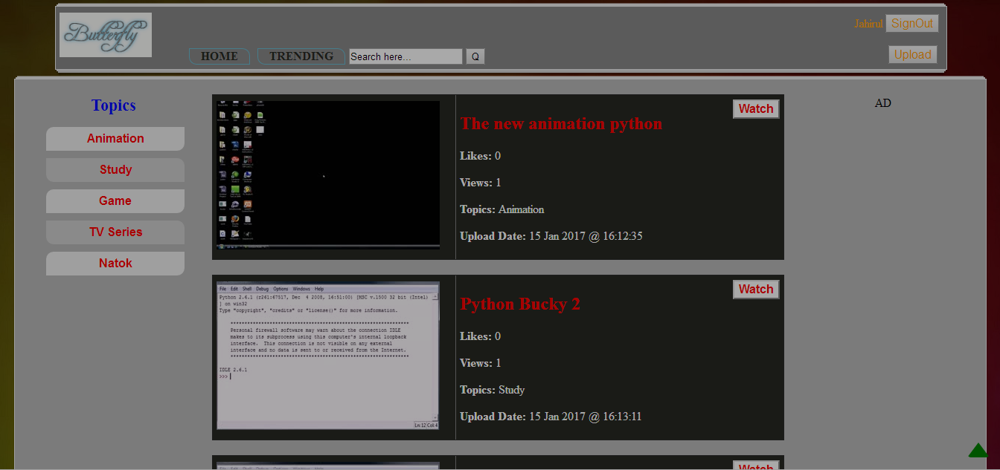 Butterfly
Jahirul SignOut
HOME TRENDING Search here... Q
Upload
Topics
Animation
Study
Game
TV Series
Natok
The new animation python
Watch
Likes: 0
Views: 1
Topics: Animation
Upload Date: 15 Jan 2017 @ 16:12:35
File Edit Shell Debug Options Windows Help
Python 2.6.1 (r261:67517, Dec 4 2008, 16:51:00) [MSC v.1500 32 bit (Intel)
] on win32
Type "copyright", "credits" or "license()" for more information.
****************************************************************
Personal firewall software may warn about the connection IDLE
makes to its subprocess using this computer's internal loopback
interface. This connection is not visible on any external
interface and no data is sent to or received from the Internet.
****************************************************************
IDLE 2.6.1
>>>
Ln: 12 Col: 4
Python Bucky 2
Watch
Likes: 0
Views: 1
Topics: Study
Upload Date: 15 Jan 2017 @ 16:13:11
Watch
AD